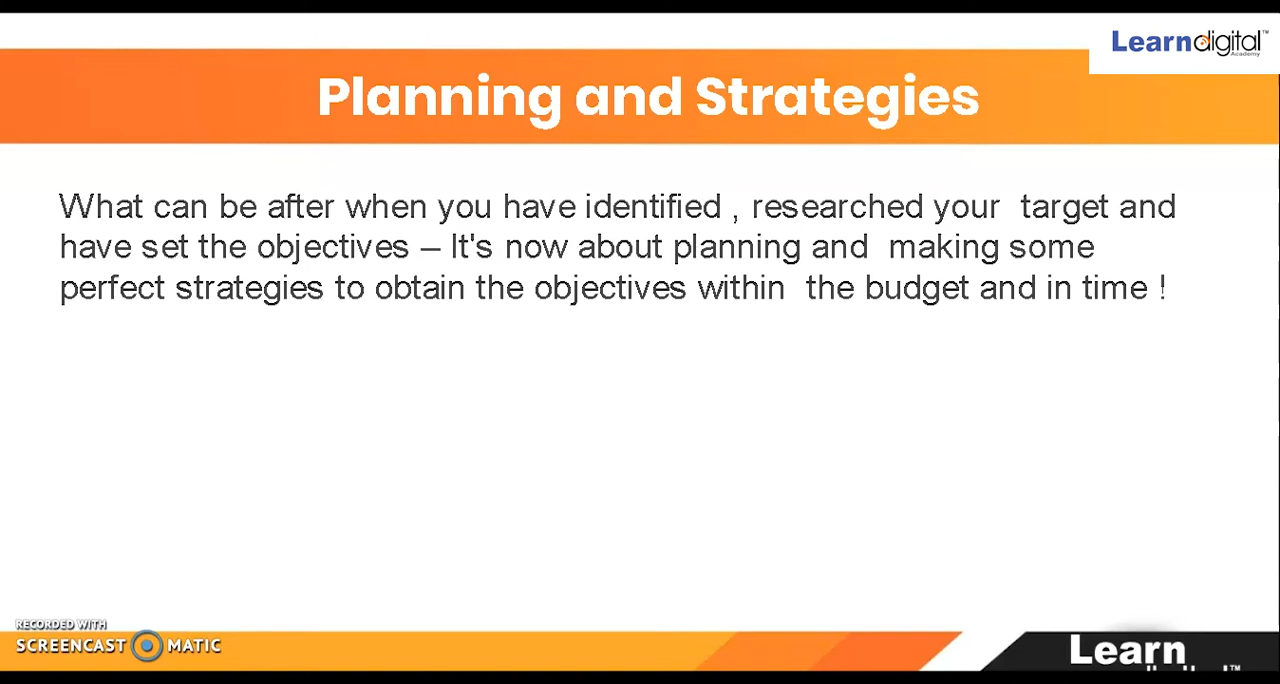 Learndigital™
Academy
Planning and Strategies
What can be after when you have identified , researched your target and
have set the objectives – It's now about planning and making some
perfect strategies to obtain the objectives within the budget and in time !
RECORDED WITH
SCREENCAST MATIC
Learn